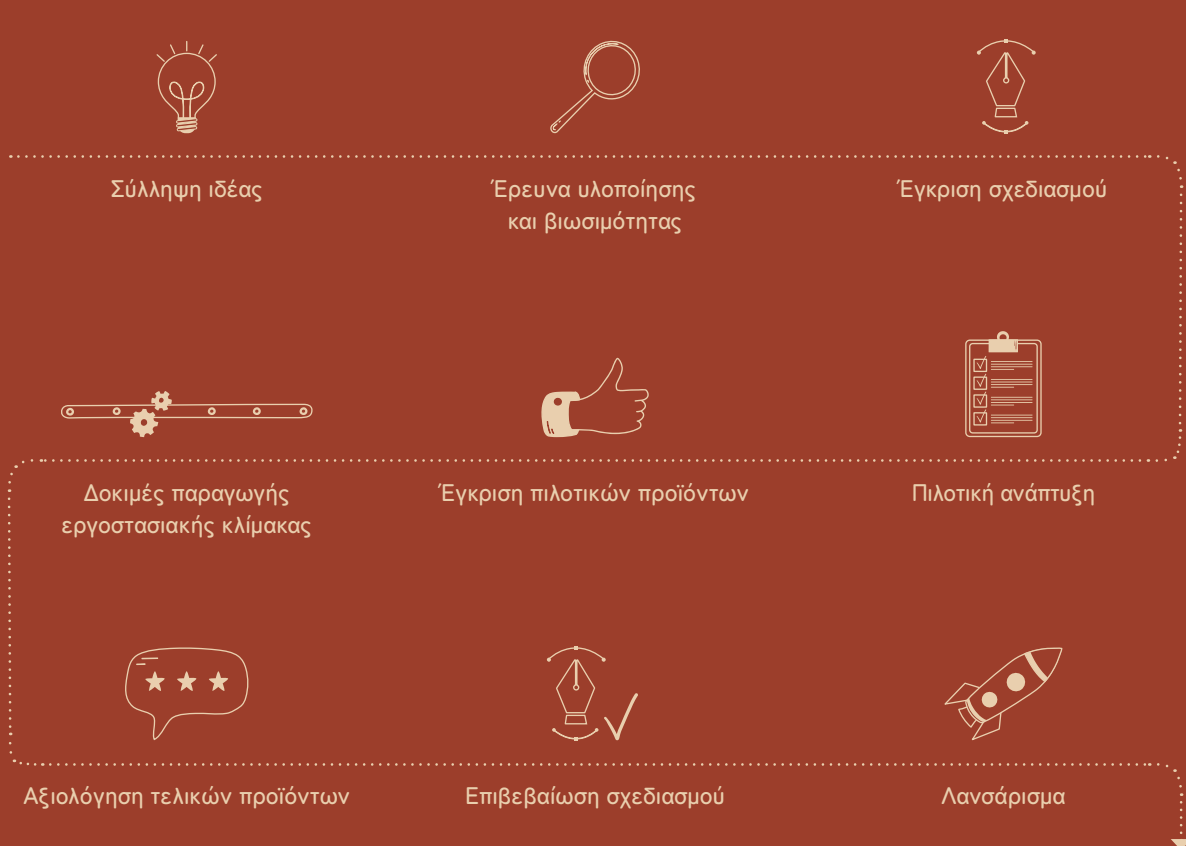 Σύλληψη ιδέας
Έρευνα υλοποίησης
και βιωσιμότητας
Έγκριση σχεδιασμού
Πιλοτική ανάπτυξη
Έγκριση πιλοτικών προϊόντων
Δοκιμές παραγωγής
εργοστασιακής κλίμακας
Αξιολόγηση τελικών προϊόντων
Επιβεβαίωση σχεδιασμού
Λανσάρισμα